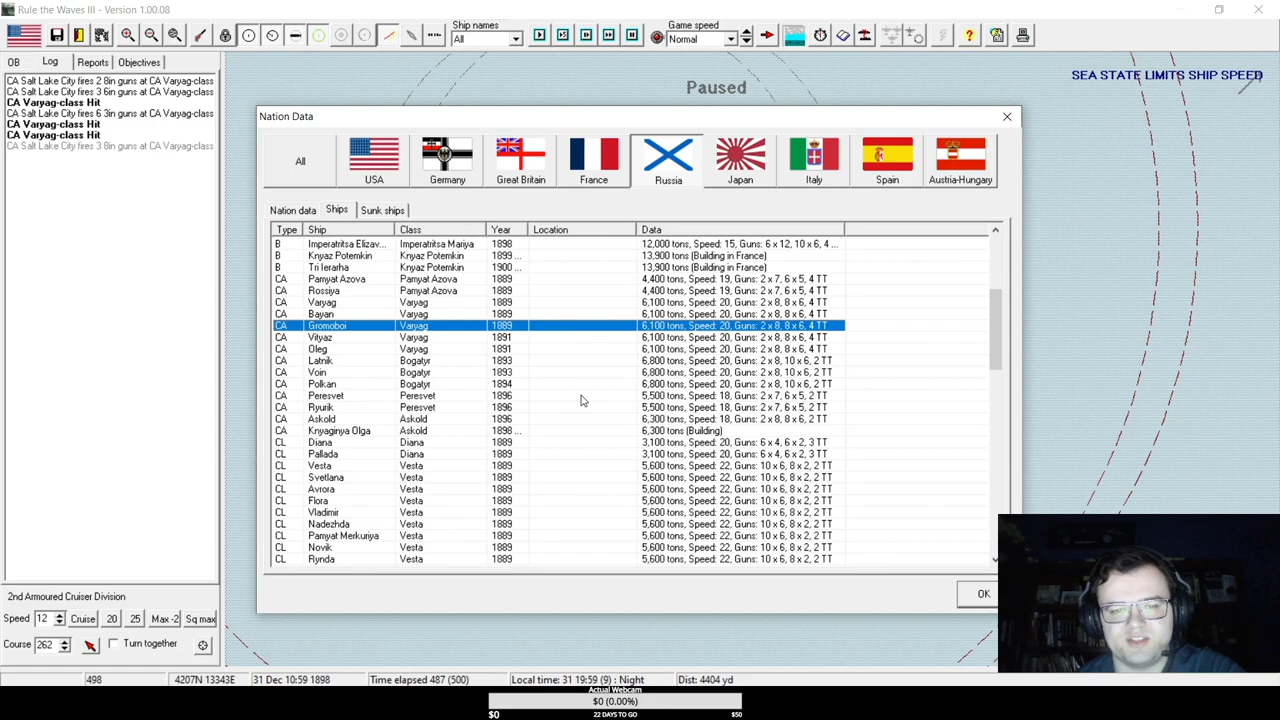 Rule the Waves III - Version 1.00.08
Ship names
All
Game speed
Normal
OB Log Reports Objectives
CA Salt Lake City fires 2 8in guns at CA Varyag-class
CA Salt Lake City fires 3 6in guns at CA Varyag-class
CA Varyag-class Hit
CA Salt Lake City fires 6 3in guns at CA Varyag-class
CA Varyag-class Hit
CA Varyag-class Hit
CA Salt Lake City fires 3 8in guns at CA Varyag-class
Paused
SEA STATE LIMITS SHIP SPEED
Nation Data
All USA Germany Great Britain France Russia Japan Italy Spain Austria-Hungary
Nation data Ships Sunk ships
Type Ship Class Year Location Data
B Imperatritsa Elizav... Imperatritsa Mariya 1898 12,000 tons, Speed: 15, Guns: 6 x 12, 10 x 6, 4 ...
B Knyaz Potemkin Knyaz Potemkin 1899 ... 13,900 tons (Building in France)
B Tri Ierarha Knyaz Potemkin 1900 ... 13,900 tons (Building in France)
CA Pamyat Azova Pamyat Azova 1889 4,400 tons, Speed: 19, Guns: 2 x 7, 6 x 5, 4 TT
CA Rossiya Pamyat Azova 1889 4,400 tons, Speed: 19, Guns: 2 x 7, 6 x 5, 4 TT
CA Varyag Varyag 1889 6,100 tons, Speed: 20, Guns: 2 x 8, 8 x 6, 4 TT
CA Bayan Varyag 1889 6,100 tons, Speed: 20, Guns: 2 x 8, 8 x 6, 4 TT
CA Gromoboi Varyag 1889 6,100 tons, Speed: 20, Guns: 2 x 8, 8 x 6, 4 TT
CA Vityaz Varyag 1891 6,100 tons, Speed: 20, Guns: 2 x 8, 8 x 6, 4 TT
CA Oleg Varyag 1891 6,100 tons, Speed: 20, Guns: 2 x 8, 8 x 6, 4 TT
CA Latnik Bogatyr 1893 6,800 tons, Speed: 20, Guns: 2 x 8, 10 x 6, 2 TT
CA Voin Bogatyr 1893 6,800 tons, Speed: 20, Guns: 2 x 8, 10 x 6, 2 TT
CA Polkan Bogatyr 1894 6,800 tons, Speed: 20, Guns: 2 x 8, 10 x 6, 2 TT
CA Peresvet Peresvet 1896 5,500 tons, Speed: 18, Guns: 2 x 7, 6 x 5, 2 TT
CA Ryurik Peresvet 1896 5,500 tons, Speed: 18, Guns: 2 x 7, 6 x 5, 2 TT
CA Askold Askold 1896 6,300 tons, Speed: 18, Guns: 2 x 8, 8 x 6, 2 TT
CA Knyaginya Olga Askold 1898 ... 6,300 tons (Building)
CL Diana Diana 1889 3,100 tons, Speed: 20, Guns: 6 x 4, 6 x 2, 3 TT
CL Pallada Diana 1889 3,100 tons, Speed: 20, Guns: 6 x 4, 6 x 2, 3 TT
CL Vesta Vesta 1889 5,600 tons, Speed: 22, Guns: 10 x 6, 8 x 2, 2 TT
CL Svetlana Vesta 1889 5,600 tons, Speed: 22, Guns: 10 x 6, 8 x 2, 2 TT
CL Avrora Vesta 1889 5,600 tons, Speed: 22, Guns: 10 x 6, 8 x 2, 2 TT
CL Flora Vesta 1889 5,600 tons, Speed: 22, Guns: 10 x 6, 8 x 2, 2 TT
CL Vladimir Vesta 1889 5,600 tons, Speed: 22, Guns: 10 x 6, 8 x 2, 2 TT
CL Nadezhda Vesta 1889 5,600 tons, Speed: 22, Guns: 10 x 6, 8 x 2, 2 TT
CL Pamyat Merkuriya Vesta 1889 5,600 tons, Speed: 22, Guns: 10 x 6, 8 x 2, 2 TT
CL Novik Vesta 1889 5,600 tons, Speed: 22, Guns: 10 x 6, 8 x 2, 2 TT
CL Rynda Vesta 1889 5,600 tons, Speed: 22, Guns: 10 x 6, 8 x 2, 2 TT
OK
2nd Armoured Cruiser Division
Speed 12 Cruise 20 25 Max -2 Sq max
Course 262 Turn together
498 4207N 13343E 31 Dec 10:59 1898 Time elapsed 487 (500) Local time: 31 19:59 (9) : Night Dist: 4404 yd
Actual Webcam
$0 (0.00%)
$0 22 DAYS TO GO $50